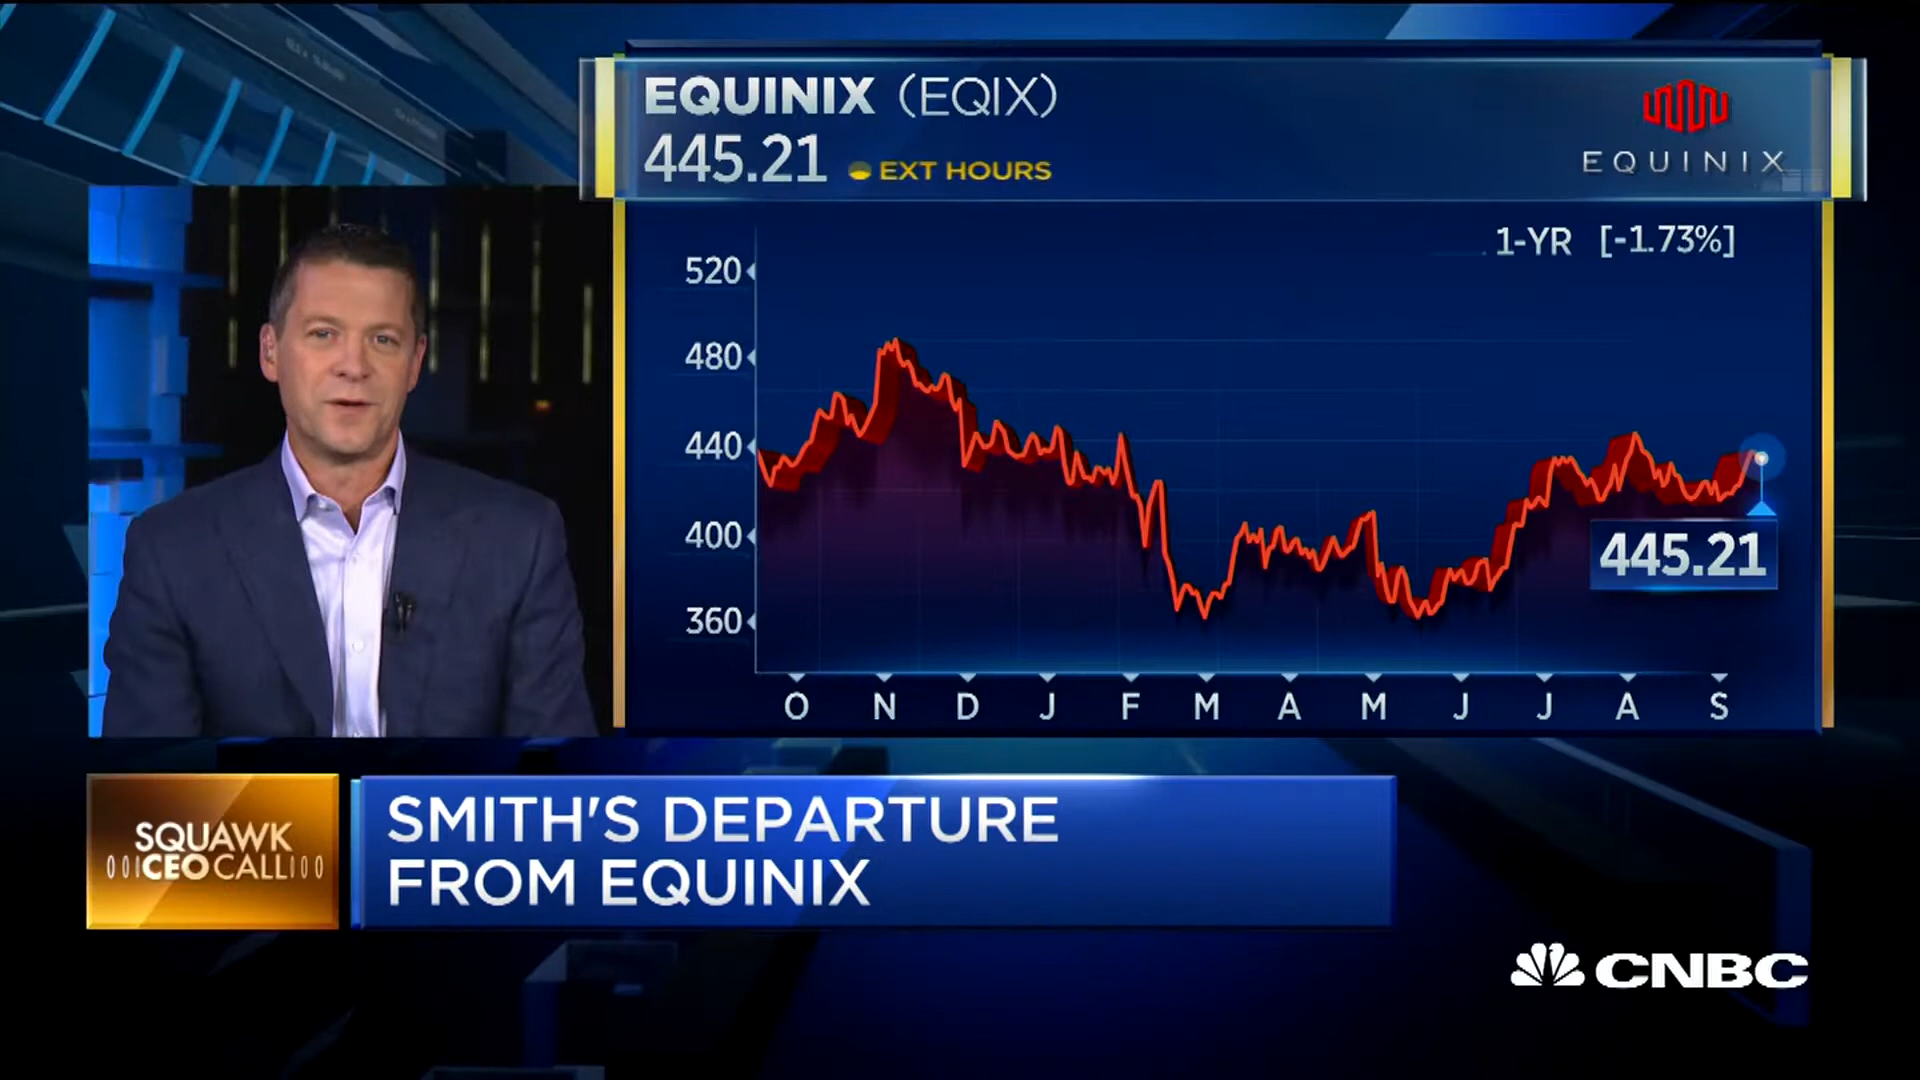 EQUINIX (EQIX)
445.21 EXT HOURS
EQUINIX
1-YR [-1.73%]
520
480
440
400
360
445.21
O N D J F M A M J J A S
SQUAWK
CEO CALL
SMITH'S DEPARTURE
FROM EQUINIX
CNBC